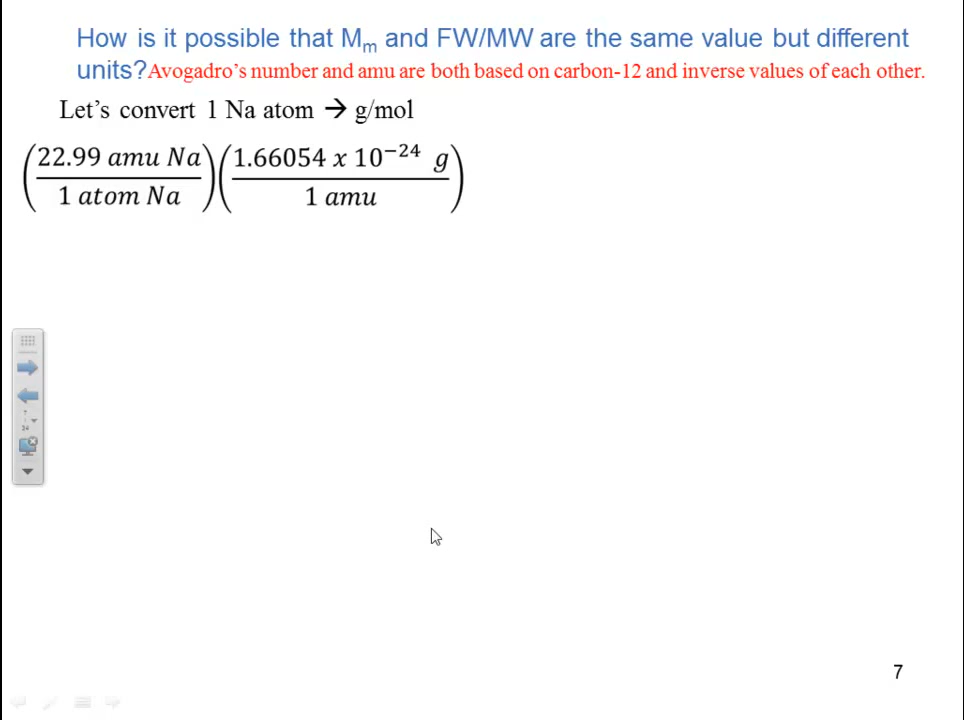 How is it possible that Mm and FW/MW are the same value but different
units? Avogadro's number and amu are both based on carbon-12 and inverse values of each other.
Let's convert 1 Na atom → g/mol
(22.99 amu Na / 1 atom Na) (1.66054 x 10⁻²⁴ g / 1 amu)
7
24
7